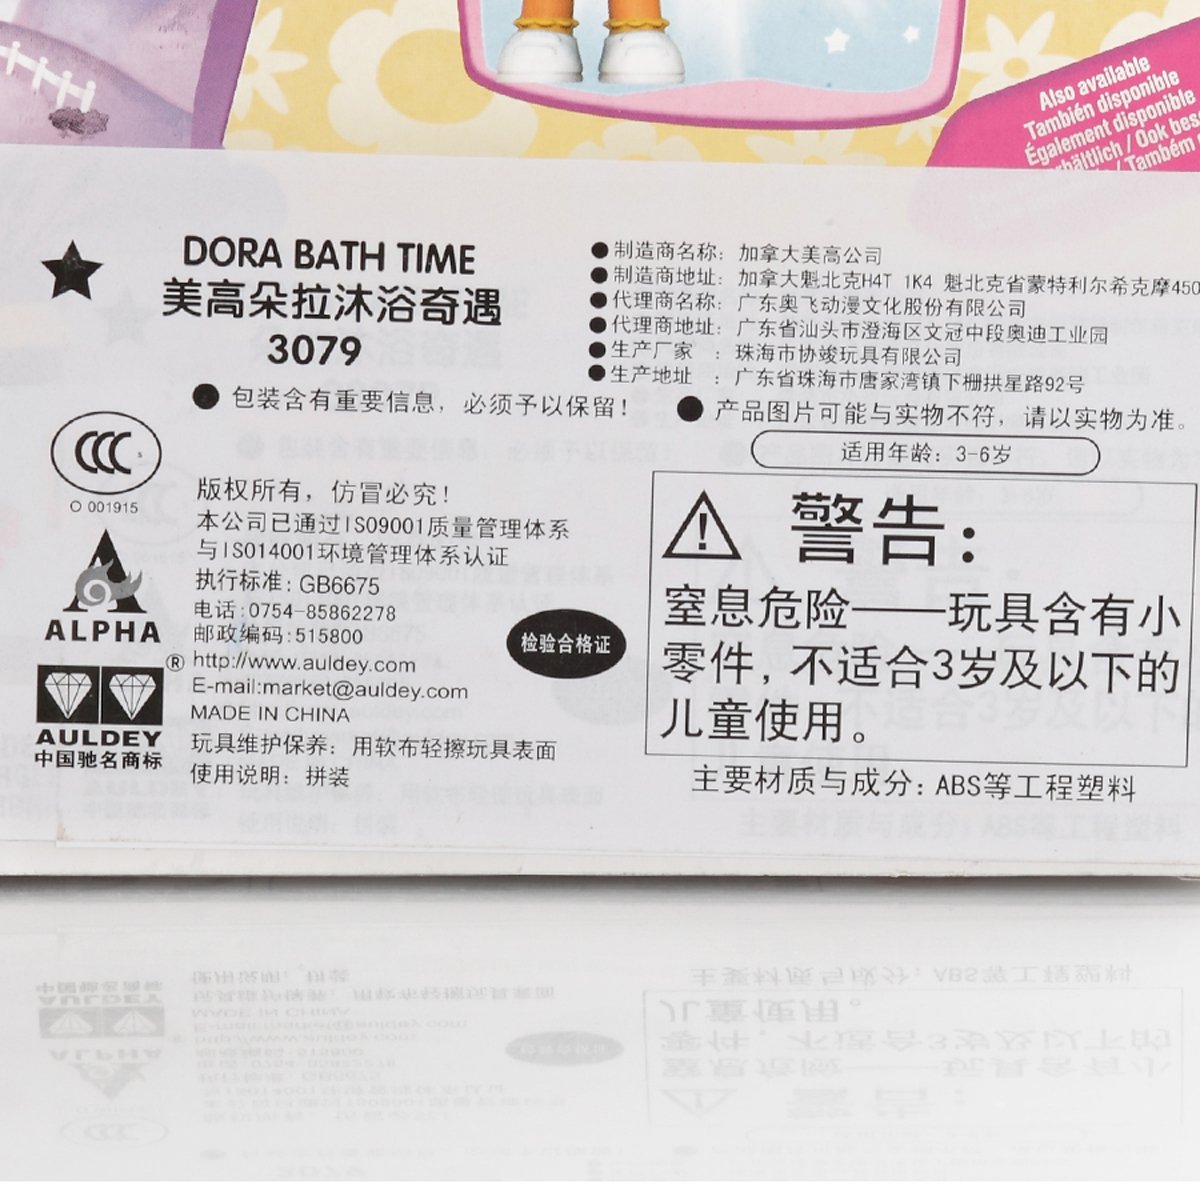 Also available
También disponible
Également disponible
erhältlich / Ook bes
/ Também
DORA BATH TIME
美高朵拉沐浴奇遇
3079
●制造商名称：加拿大美高公司
●制造商地址：加拿大魁北克H4T 1K4 魁北克省蒙特利尔希克摩450
●代理商名称：广东奥飞动漫文化股份有限公司
●代理商地址：广东省汕头市澄海区文冠中段奥迪工业园
●生产厂家 ：珠海市协竣玩具有限公司
●生产地址 ：广东省珠海市唐家湾镇下栅拱星路92号
●包装含有重要信息，必须予以保留！
●产品图片可能与实物不符，请以实物为准。
适用年龄：3-6岁
CCC S
O 001915
版权所有，仿冒必究！
本公司已通过ISO9001质量管理体系
与ISO14001环境管理体系认证
执行标准：GB6675
电话：0754-85862278
邮政编码：515800
http://www.auldey.com
E-mail:market@auldey.com
MADE IN CHINA
玩具维护保养：用软布轻擦玩具表面
使用说明：拼装
ALPHA
®
AULDEY
中国驰名商标
检验合格证
警告：
窒息危险——玩具含有小
零件，不适合3岁及以下的
儿童使用。
主要材质与成分：ABS等工程塑料